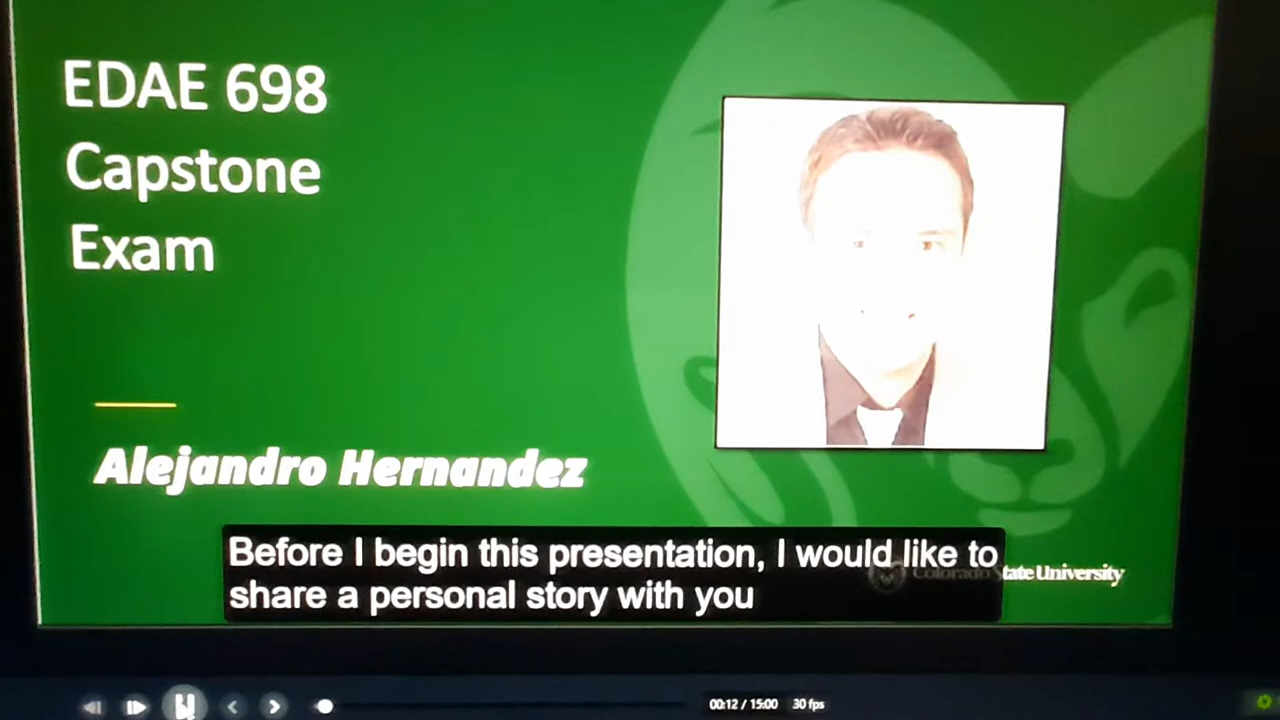 EDAE 698
Capstone
Exam
Alejandro Hernandez
Before I begin this presentation, I would like to
share a personal story with you
Colorado State University
00:12 / 15:00 30 fps